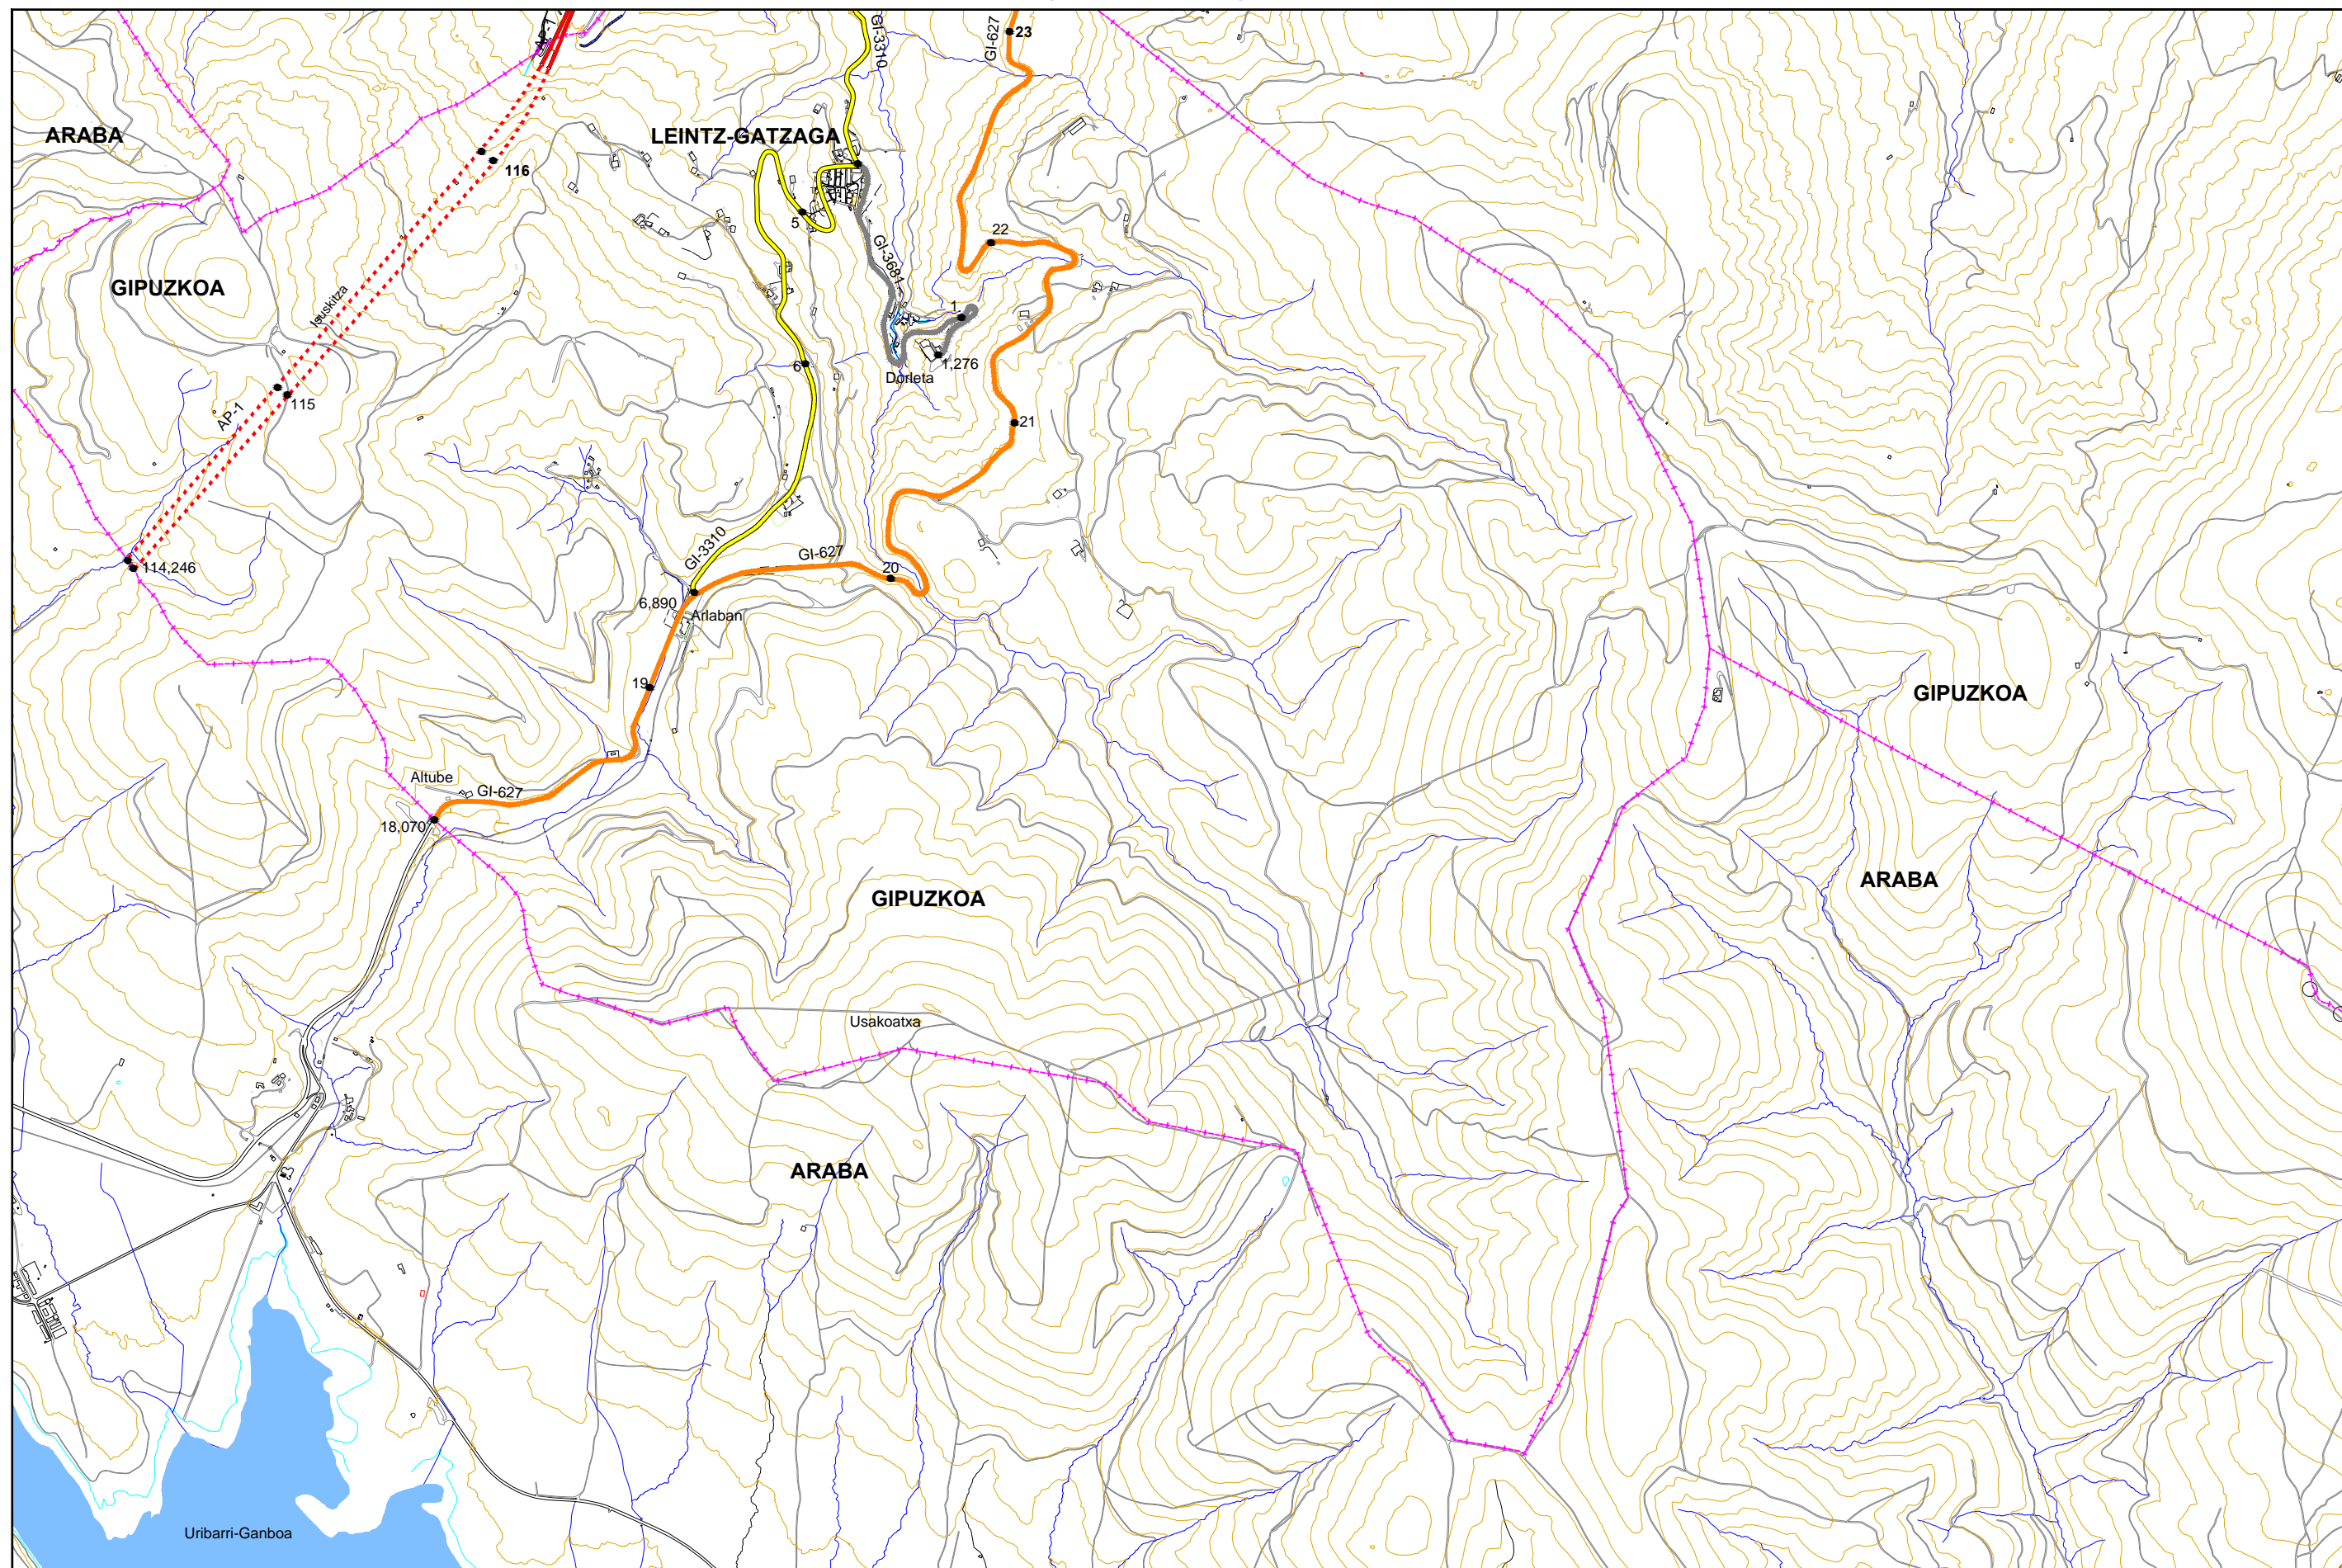 AP-1
GI-3310
GI-627
23
ARABA
LEINTZ-GATZAGA
116
5
22
GI-3681
GIPUZKOA
Isuskitza
1
6
1,276
Dorleta
115
AP-1
21
GI-3310
GI-627
114,246
20
6,890
Arlaban
19
GIPUZKOA
Altube
GI-627
18,070
ARABA
GIPUZKOA
Usakoatxa
ARABA
Uribarri-Ganboa